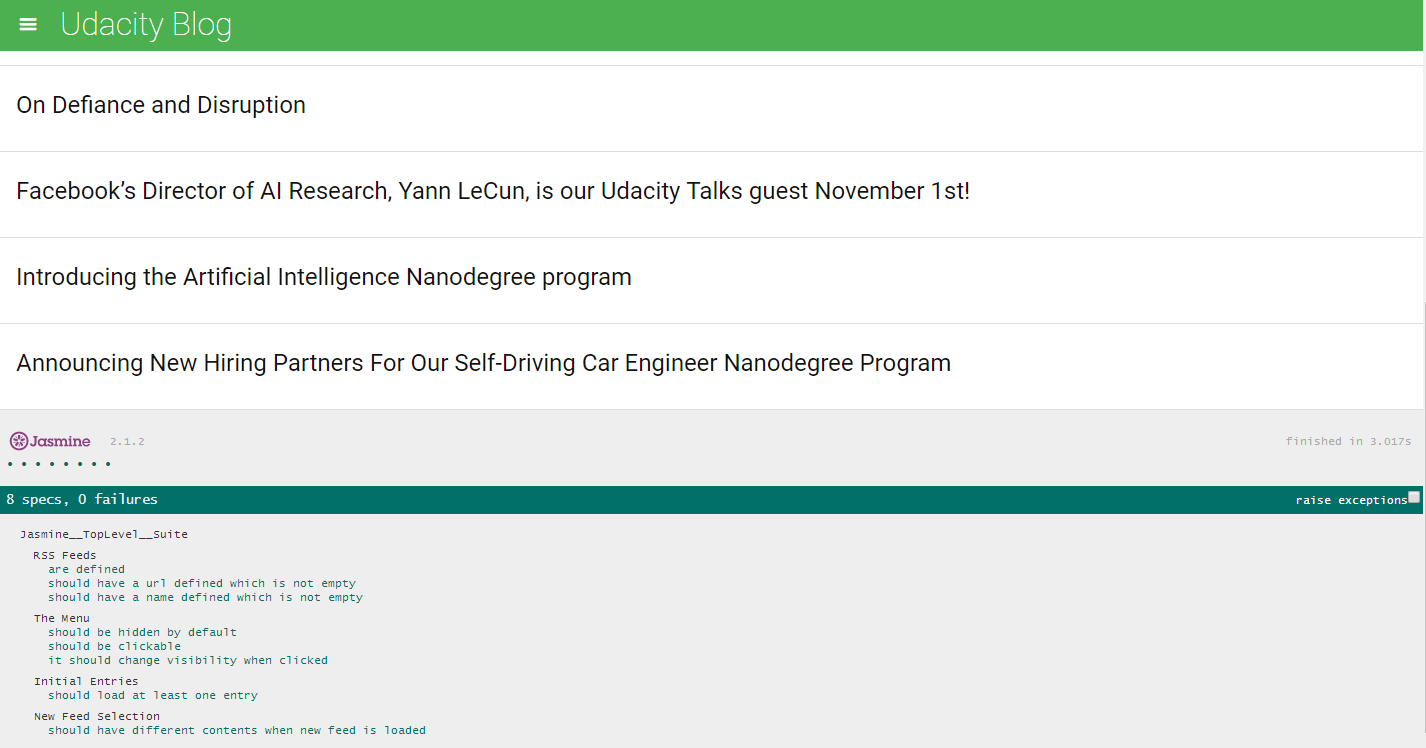 Udacity Blog
On Defiance and Disruption
Facebook’s Director of AI Research, Yann LeCun, is our Udacity Talks guest November 1st!
Introducing the Artificial Intelligence Nanodegree program
Announcing New Hiring Partners For Our Self-Driving Car Engineer Nanodegree Program
Jasmine 2.1.2 finished in 3.017s
8 specs, 0 failures raise exceptions
Jasmine__TopLevel__Suite
RSS Feeds
are defined
should have a url defined which is not empty
should have a name defined which is not empty
The Menu
should be hidden by default
should be clickable
it should change visibility when clicked
Initial Entries
should load at least one entry
New Feed Selection
should have different contents when new feed is loaded